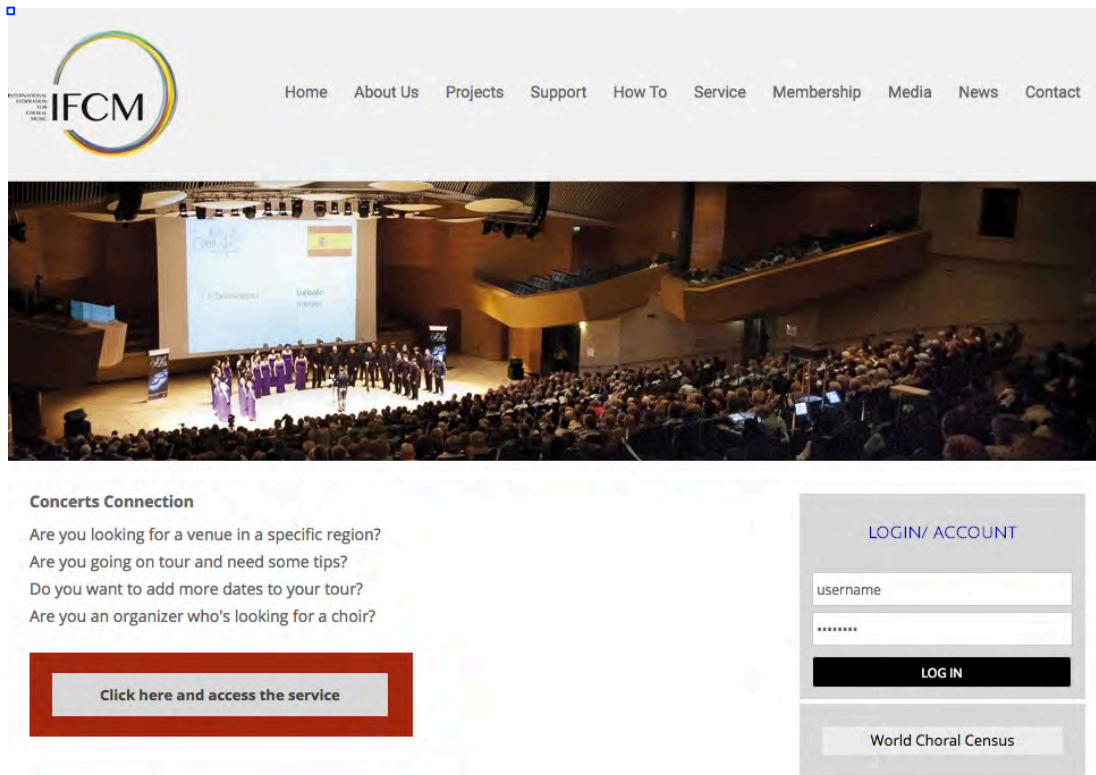 INTERNATIONAL
FEDERATION
FOR
CHORAL
MUSIC
IFCM
Home About Us Projects Support How To Service Membership Media News Contact
Concerts Connection
Are you looking for a venue in a specific region?
Are you going on tour and need some tips?
Do you want to add more dates to your tour?
Are you an organizer who's looking for a choir?
Click here and access the service
LOGIN/ ACCOUNT
username
LOG IN
World Choral Census